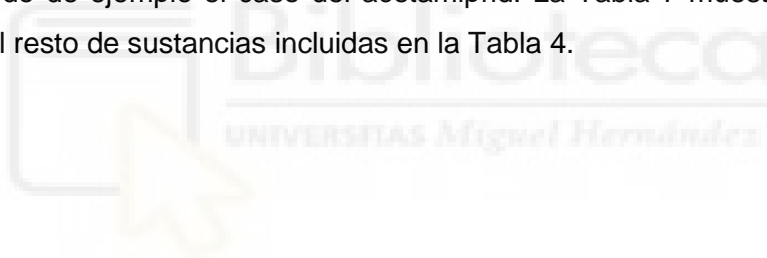 de ejemplo el caso del acetamiprid. La Tabla 7
l resto de sustancias incluidas en la Tabla 4.
Biblioteca
UNIVERSITAS Miguel Hernández